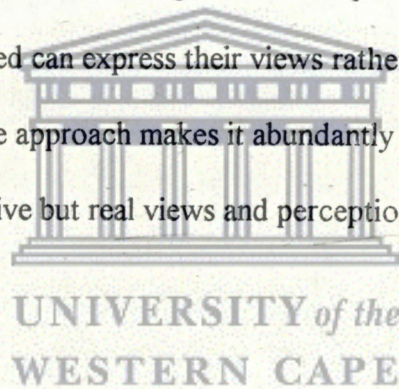 ed can express their views rathe
e approach makes it abundantly
ive but real views and perceptio
UNIVERSITY of the
WESTERN CAPE